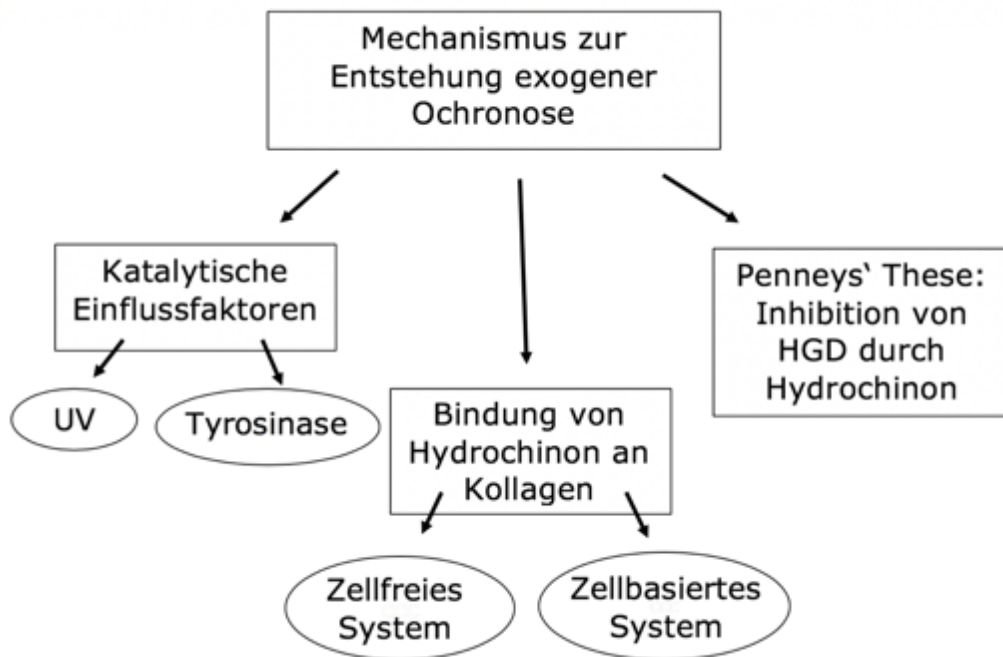 Mechanismus zur
Entstehung exogener
Ochronose
Katalytische
Einflussfaktoren
UV
Tyrosinase
Bindung von
Hydrochinon an
Kollagen
Zellfreies
System
Zellbasiertes
System
Penneys‘ These:
Inhibition von
HGD durch
Hydrochinon